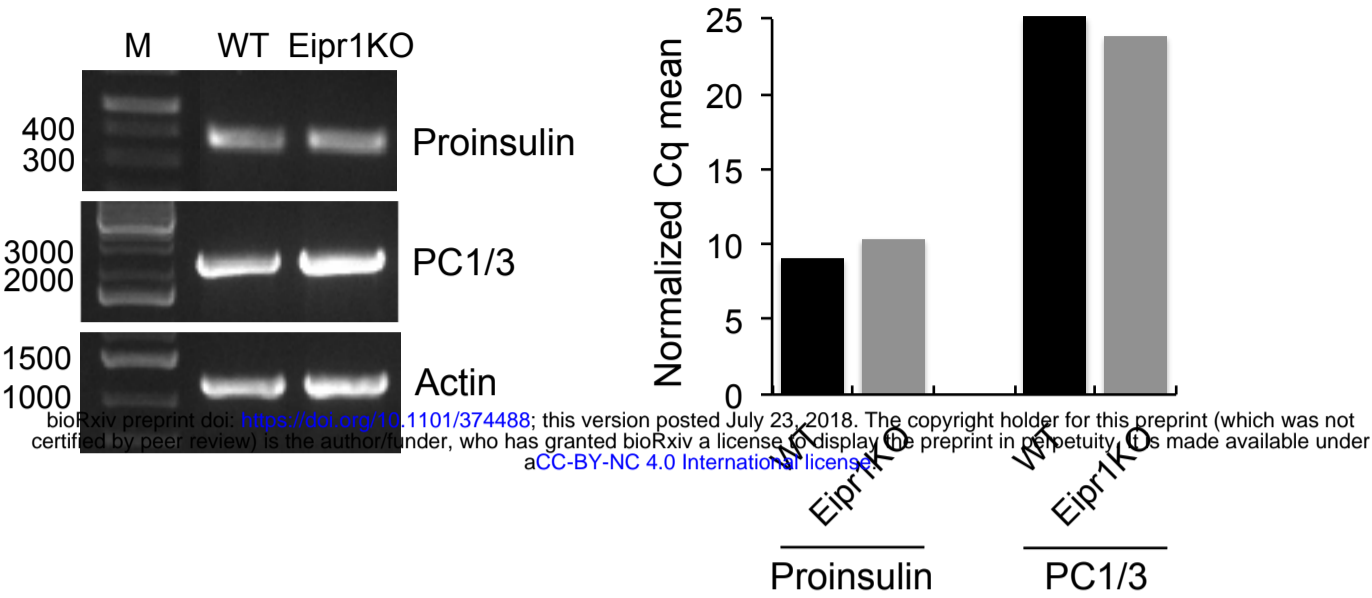 M WT Eipr1KO
400
300
Proinsulin
3000
2000
PC1/3
1500
1000
Actin
Normalized Cq mean
25
20
15
10
5
0
WT
Eipr1KO
WT
Eipr1KO
Proinsulin
PC1/3
bioRxiv preprint doi: https://doi.org/10.1101/374488; this version posted July 23, 2018. The copyright holder for this preprint (which was not
certified by peer review) is the author/funder, who has granted bioRxiv a license to display the preprint in perpetuity. It is made available under
aCC-BY-NC 4.0 International license.